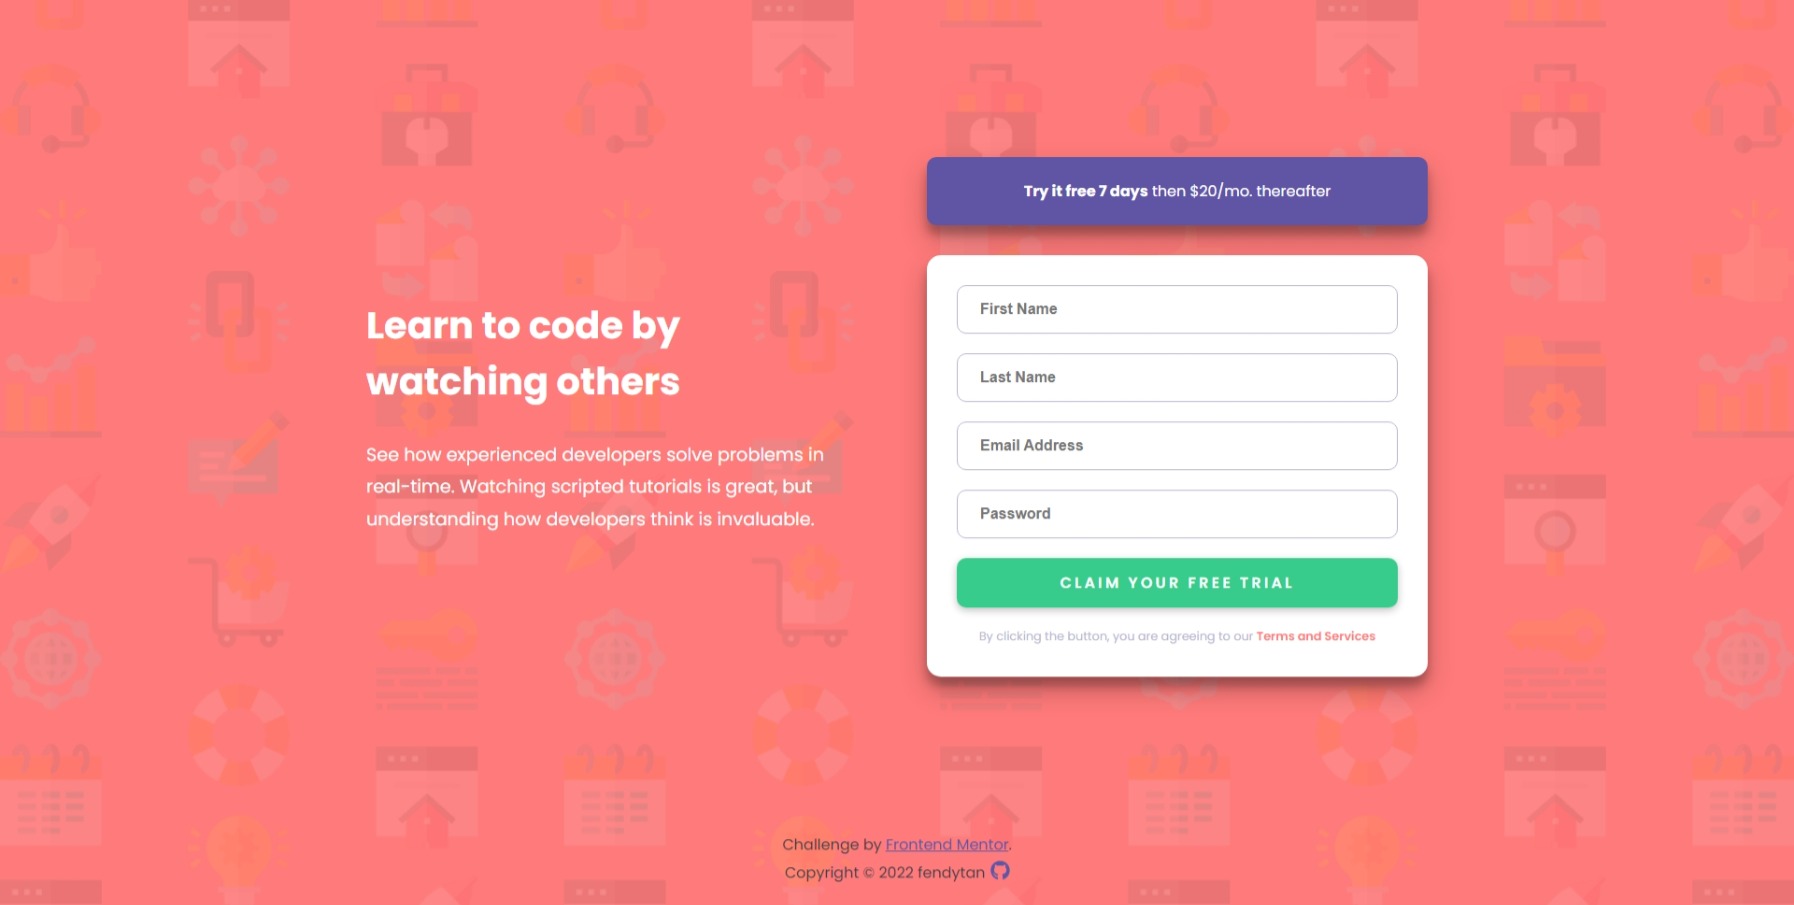 Learn to code by
watching others
See how experienced developers solve problems in
real-time. Watching scripted tutorials is great, but
understanding how developers think is invaluable.
Try it free 7 days then $20/mo. thereafter
First Name
Last Name
Email Address
Password
CLAIM YOUR FREE TRIAL
By clicking the button, you are agreeing to our Terms and Services
Challenge by Frontend Mentor.
Copyright © 2022 fendytan